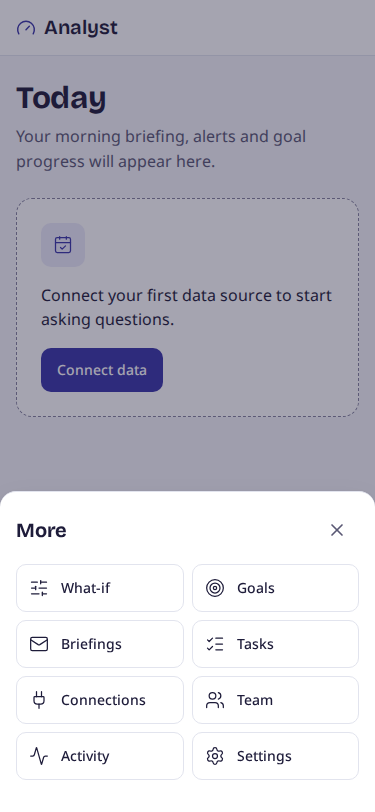 Analyst
Today
Your morning briefing, alerts and goal
progress will appear here.
Connect your first data source to start
asking questions.
Connect data
More
What-if
Goals
Briefings
Tasks
Connections
Team
Activity
Settings